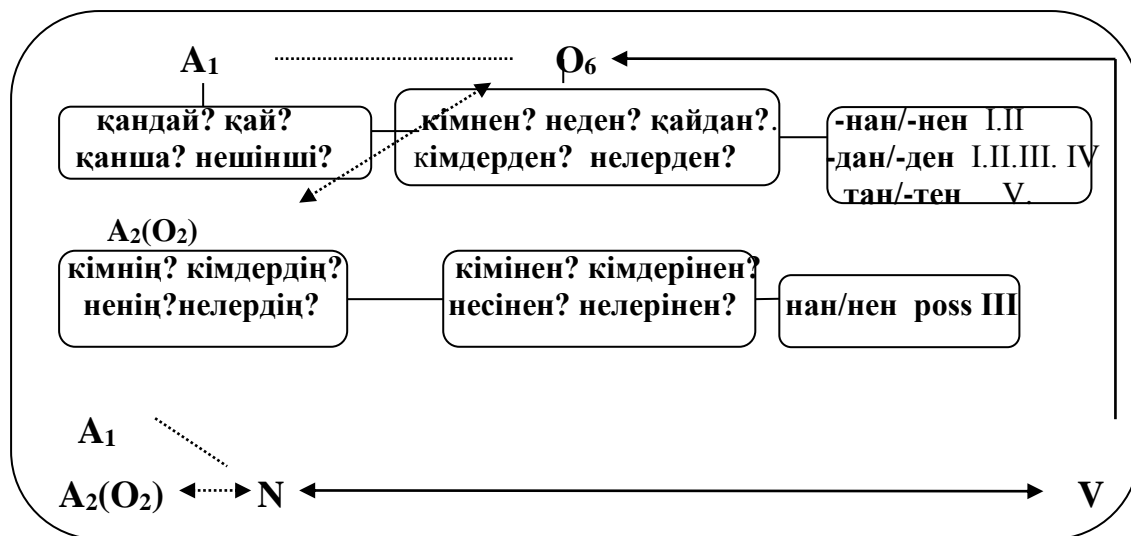 A₁ O₆
қандай? қай?
қанша? нешінші?
кімнен? неден? қайдан?.
кімдерден? нелерден?
-нан/-нен I.II
-дан/-ден I.II.III. IV
тан/-тен V.
A₂(O₂)
кімнің? кімдердің?
ненің?нелердің?
кімінен? кімдерінен?
несінен? нелерінен?
нан/нен poss III
A₁
A₂(O₂) N V